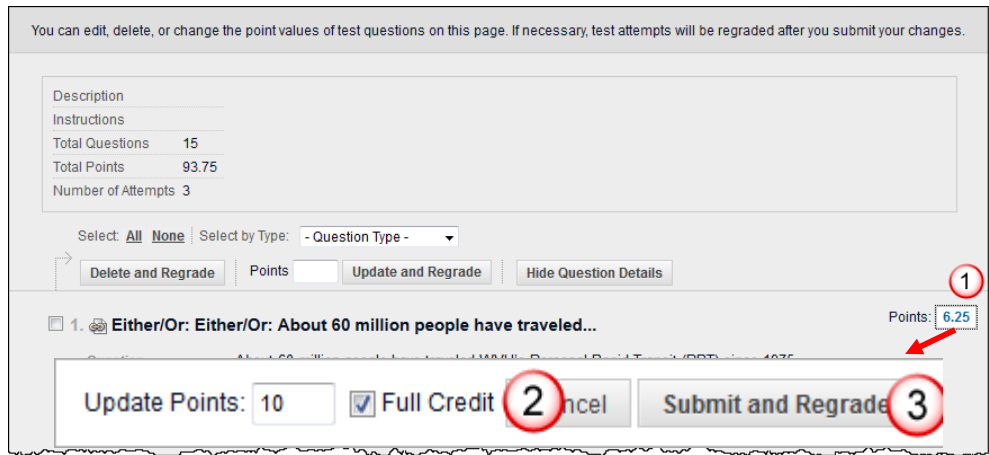 You can edit, delete, or change the point values of test questions on this page. If necessary, test attempts will be regraded after you submit your changes.
Description
Instructions
Total Questions 15
Total Points 93.75
Number of Attempts 3
Select: All None Select by Type: - Question Type -
Delete and Regrade Points Update and Regrade Hide Question Details
1
1. Either/Or: Either/Or: About 60 million people have traveled... Points: 6.25
Update Points: 10 Full Credit 2 Submit and Regrade 3